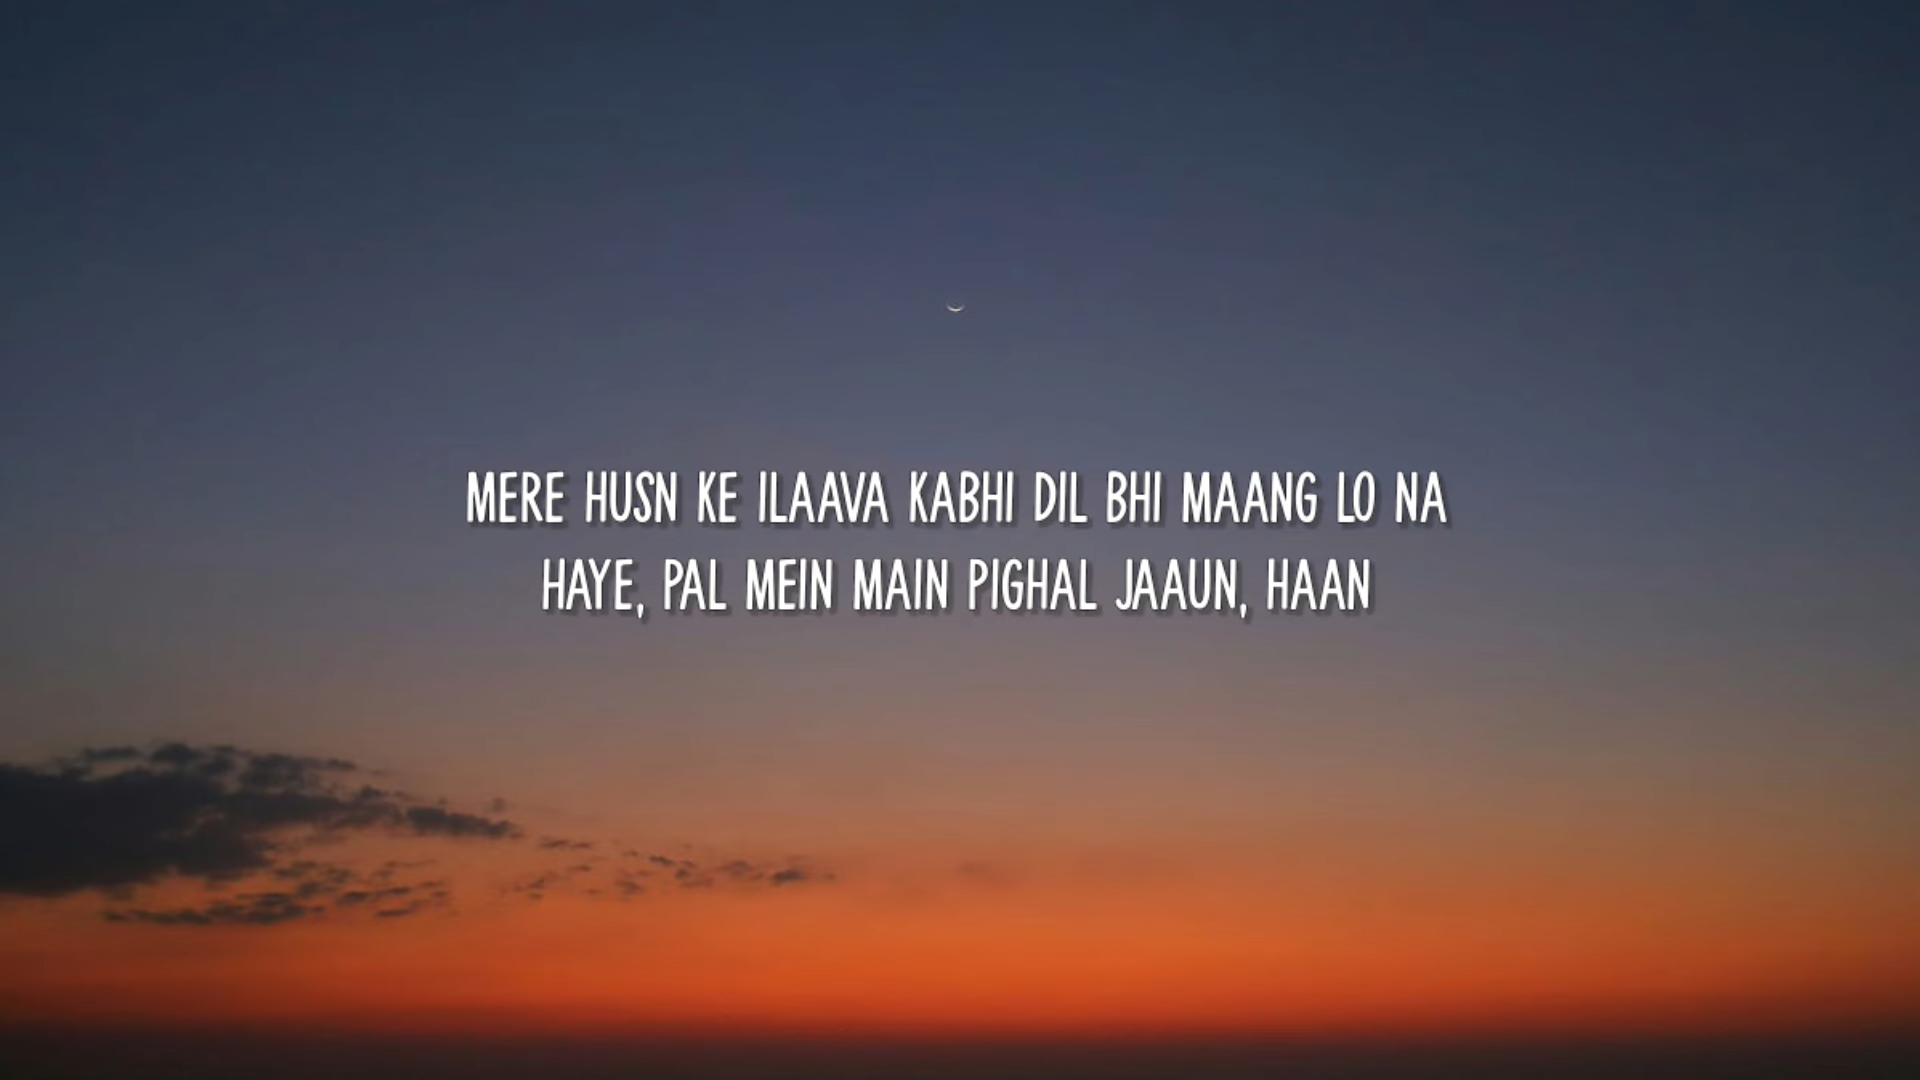 MERE HUSN KE ILAAVA KABHI DIL BHI MAANG LO NA
HAYE, PAL MEIN MAIN PIGHAL JAAUN, HAAN